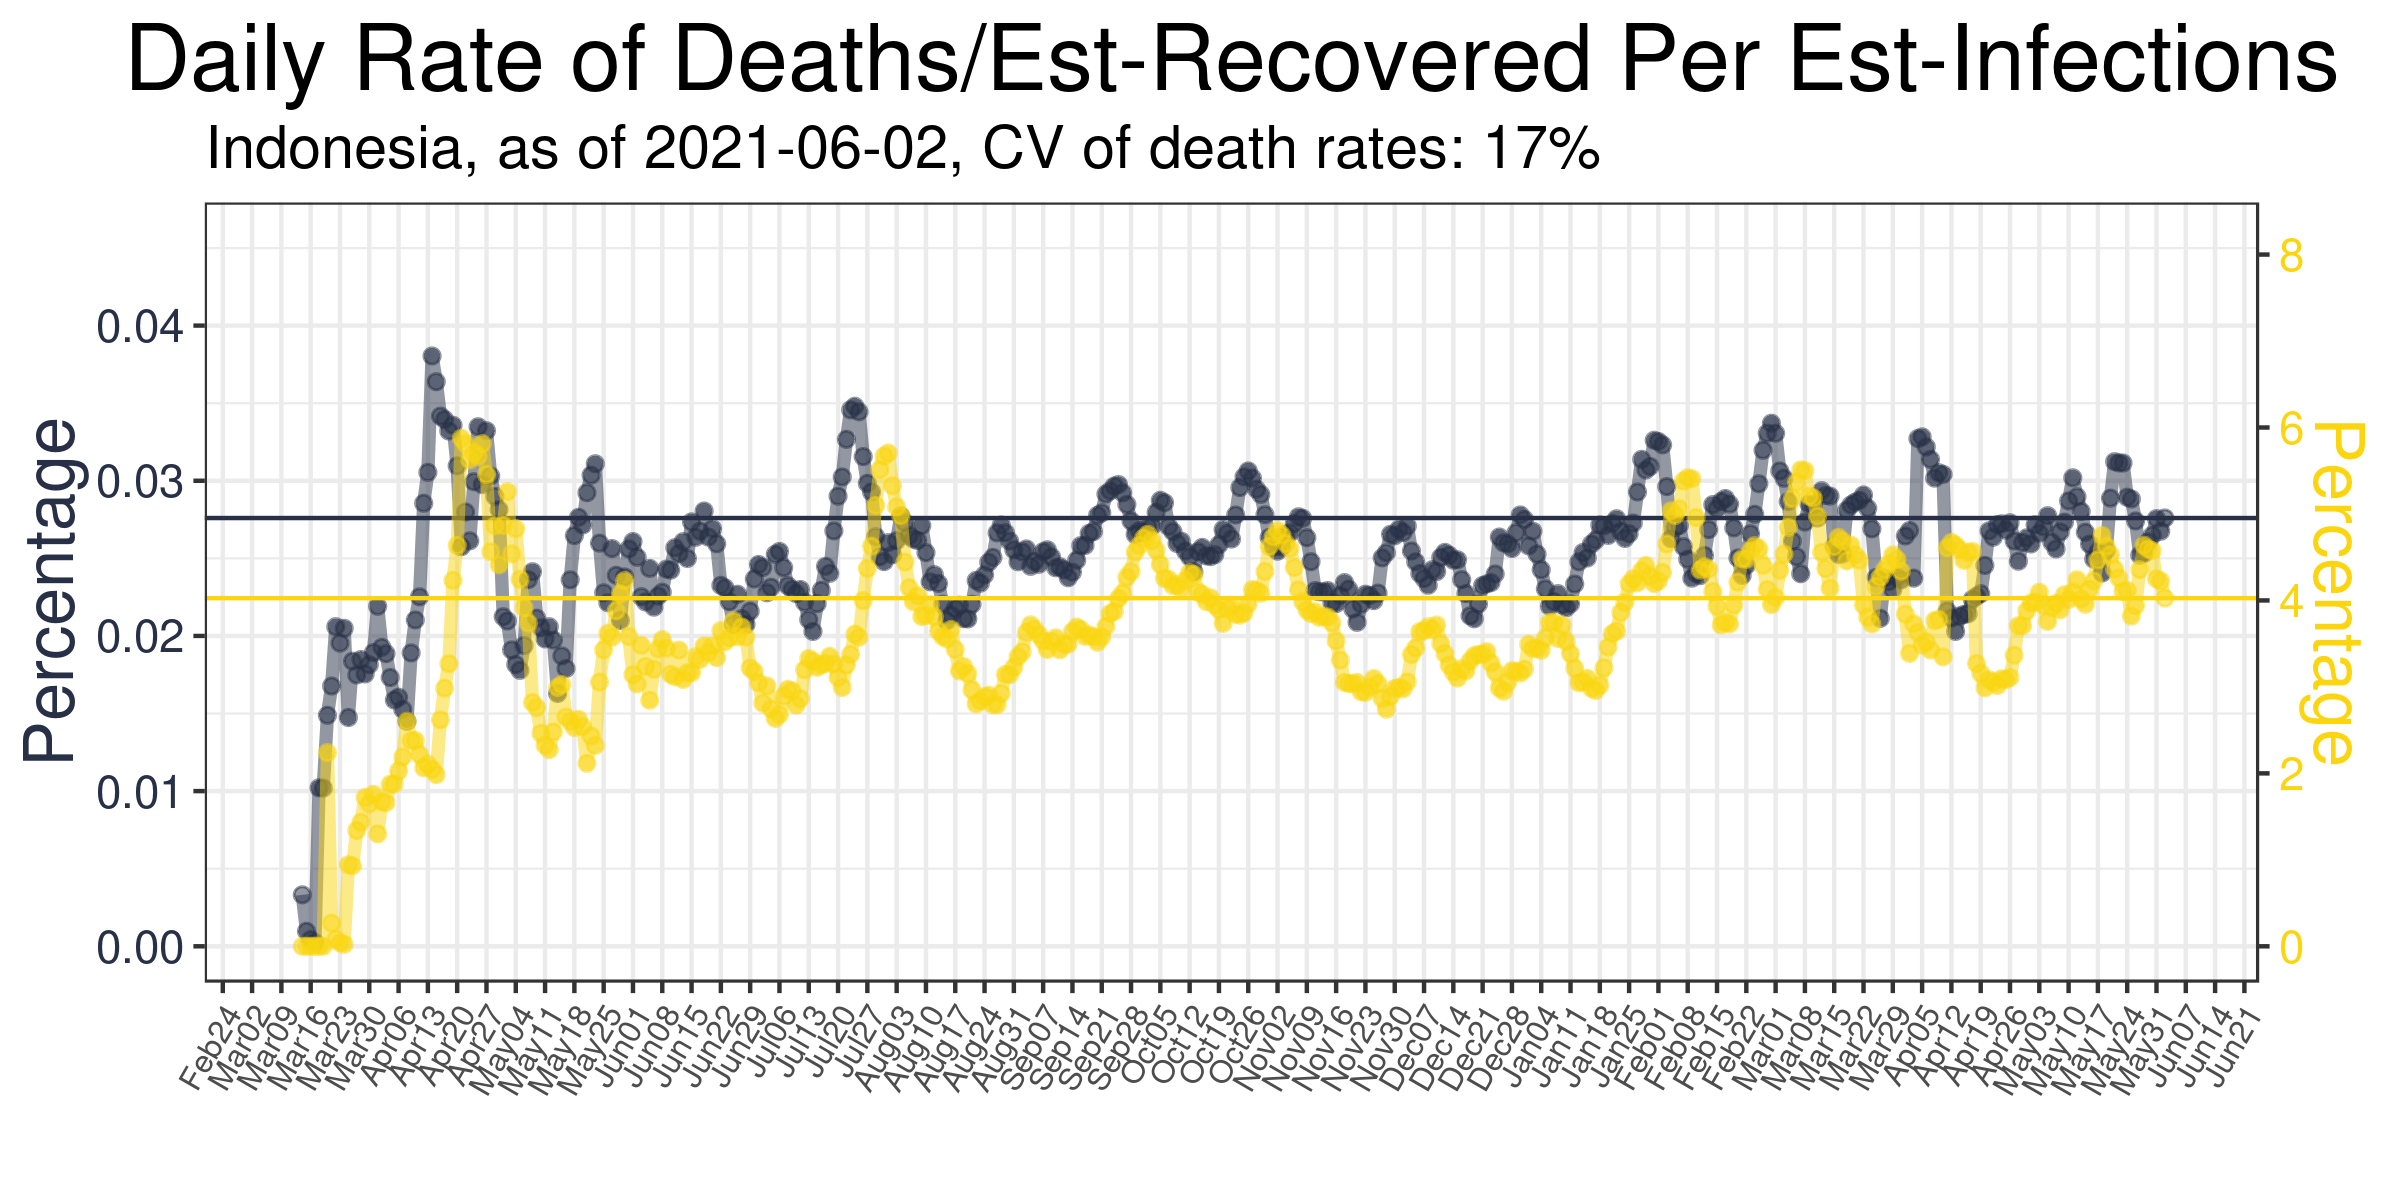 Daily Rate of Deaths/Est-Recovered Per Est-Infections
Indonesia, as of 2021-06-02, CV of death rates: 17%
Percentage
0.04
0.03
0.02
0.01
0.00
8
6
4
2
0
Percentage
Feb24
Mar02
Mar09
Mar16
Mar23
Mar30
Apr06
Apr13
Apr20
Apr27
May04
May11
May18
May25
Jun01
Jun08
Jun15
Jun22
Jun29
Jul06
Jul13
Jul20
Jul27
Aug03
Aug10
Aug17
Aug24
Aug31
Sep07
Sep14
Sep21
Sep28
Oct05
Oct12
Oct19
Oct26
Nov02
Nov09
Nov16
Nov23
Nov30
Dec07
Dec14
Dec21
Dec28
Jan04
Jan11
Jan18
Jan25
Feb01
Feb08
Feb15
Feb22
Mar01
Mar08
Mar15
Mar22
Mar29
Apr05
Apr12
Apr19
Apr26
May03
May10
May17
May24
May31
Jun07
Jun14
Jun21